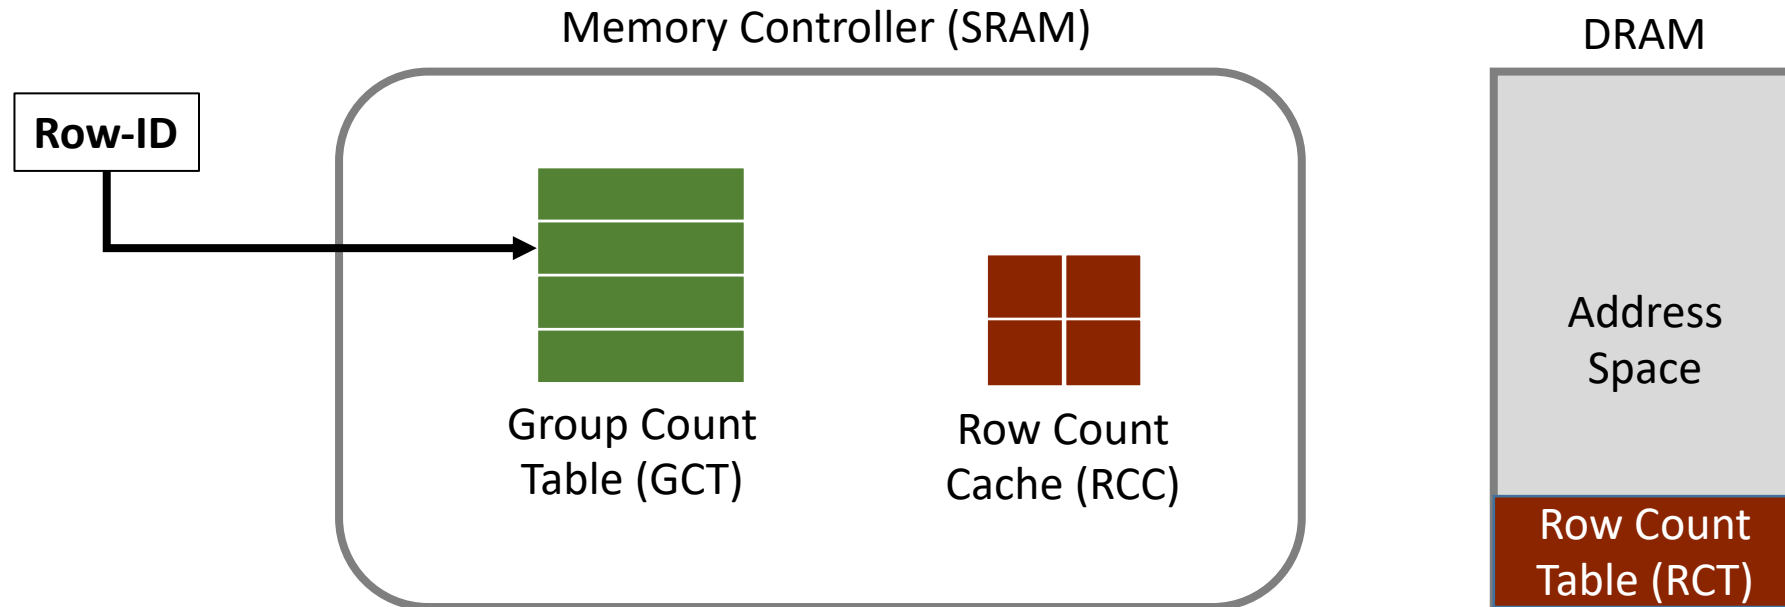 Memory Controller (SRAM)
DRAM
Row-ID
Group Count
Table (GCT)
Row Count
Cache (RCC)
Address
Space
Row Count
Table (RCT)